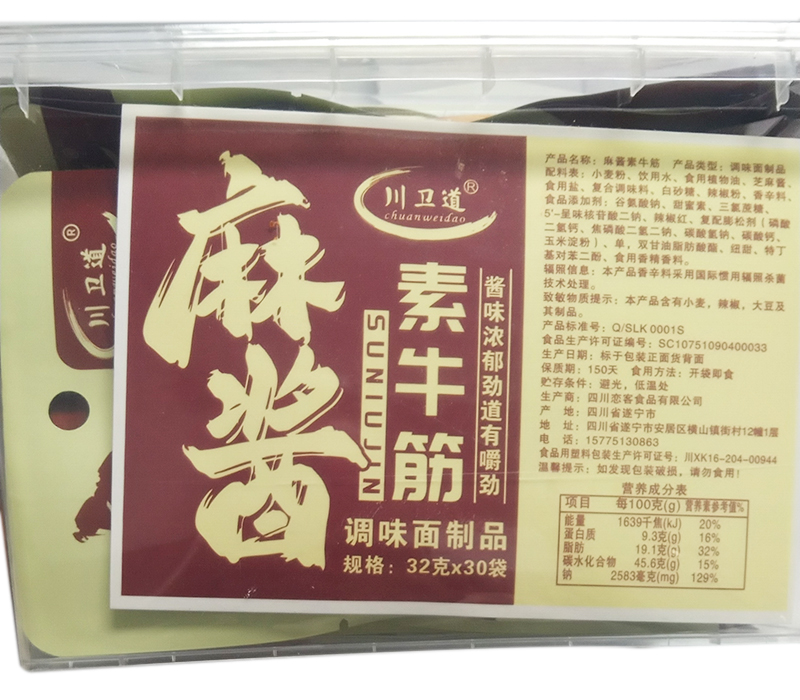 麻酱
川卫道®
chuanweidao
素牛筋
SUNIUJIN
酱味浓郁劲道有嚼劲
调味面制品
规格：32克x30袋
产品名称：麻酱素牛筋 产品类型：调味面制品
配料表：小麦粉、饮用水、食用植物油、芝麻酱、
食用盐、复合调味料、白砂糖、辣椒粉、香辛料、
食品添加剂：谷氨酸钠、甜蜜素、三氯蔗糖、
5'-呈味核苷酸二钠、辣椒红、复配膨松剂（磷酸
二氢钙、焦磷酸二氢二钠、碳酸氢钠、碳酸钙、
玉米淀粉）、单，双甘油脂肪酸酯、纽甜、特丁
基对苯二酚、食用香精香料。
辐照信息：本产品香辛料采用国际惯用辐照杀菌
技术处理。
致敏物质提示：本产品含有小麦，辣椒，大豆及
其制品。
产品标准号：Q/SLK 0001S
食品生产许可证编号：SC10751090400033
生产日期：标于包装正面货背面
保质期：150天 食用方法：开袋即食
贮存条件：避光，低温处
生产商：四川恋客食品有限公司
产 地：四川省遂宁市
地 址：四川省遂宁市安居区横山镇街村12幢1层
电 话：15775130863
食品用塑料包装生产许可证号：川XK16-204-00944
温馨提示：如发现包装破损，请勿食用！
营养成分表
项目 每100克(g) 营养素参考值%
能量 1639千焦(kJ) 20%
蛋白质 9.3克(g) 16%
脂肪 19.1克(g) 32%
碳水化合物 45.6克(g) 15%
钠 2583毫克(mg) 129%
川卫道®